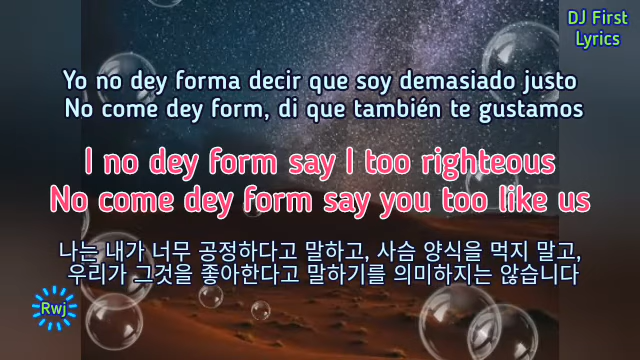 DJ First
Lyrics
Yo no dey forma decir que soy demasiado justo
No come dey form, di que también te gustamos
I no dey form say I too righteous
No come dey form say you too like us
나는 내가 너무 공정하다고 말하고, 사슴 양식을 먹지 말고,
우리가 그것을 좋아한다고 말하기를 의미하지는 않습니다
Rwj